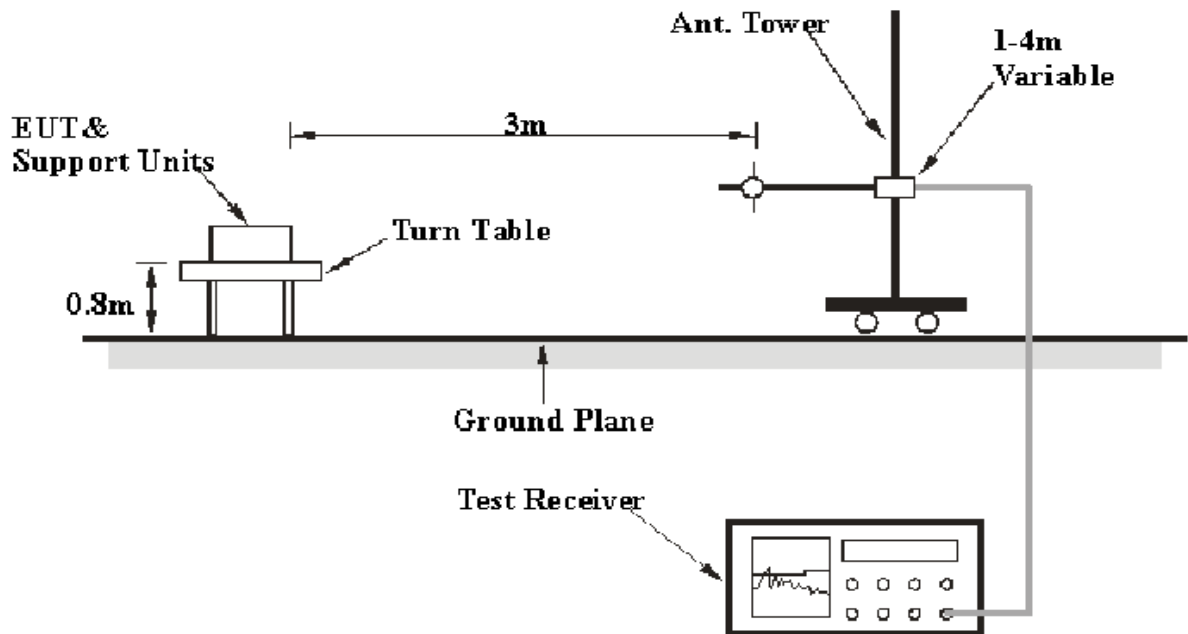 Ant. Tower
1-4m
Variable
3m
EUT&
Support Units
Turn Table
0.8m
Ground Plane
Test Receiver